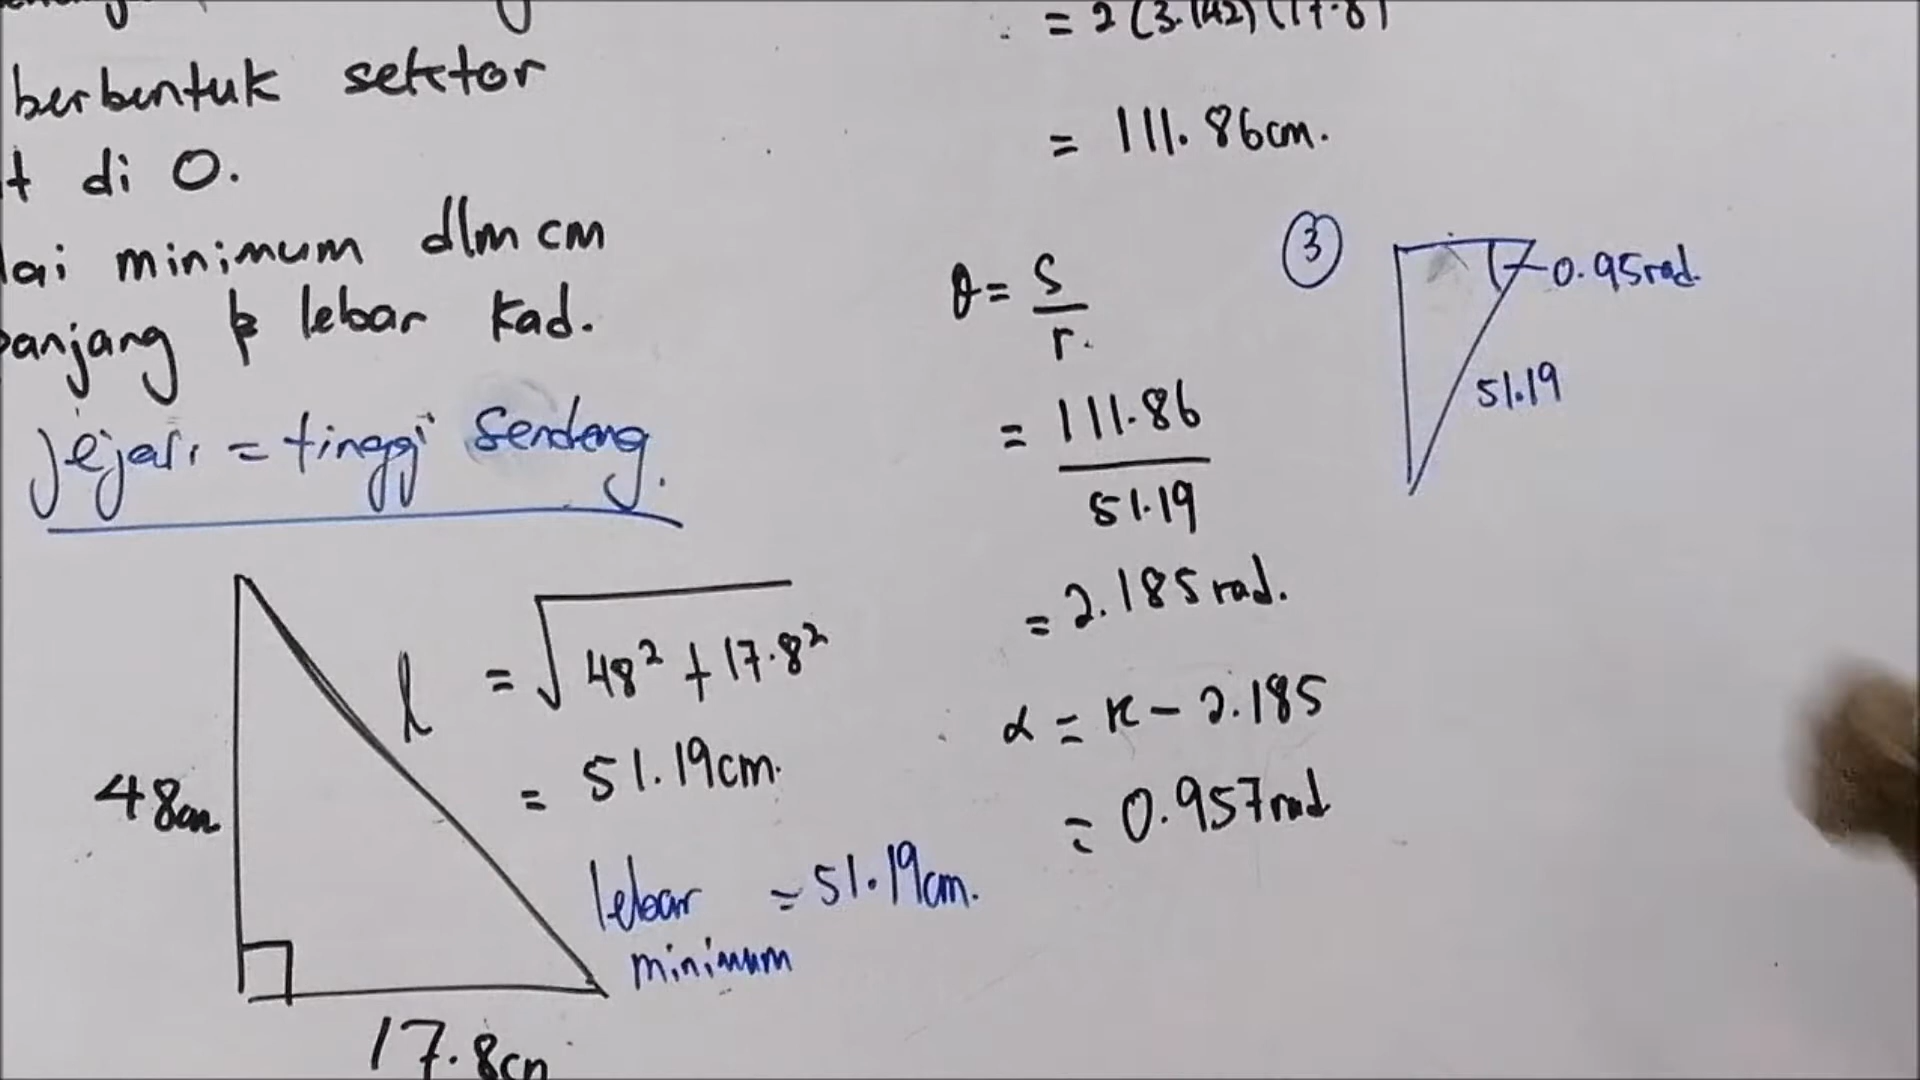 berbentuk sektor
t di O.
lai minimum dlm cm
panjang & lebar kad.
jejari = tinggi sendeng.
48cm
l = √48² + 17.8²
= 51.19cm.
lebar minimum = 51.19cm.
17.8cm
= 2 (3.142) (17.8)
= 111.86cm.
θ = S/r.
= 111.86/51.19
= 2.185 rad.
α = π - 2.185
= 0.957rad
③
0.95rad.
51.19